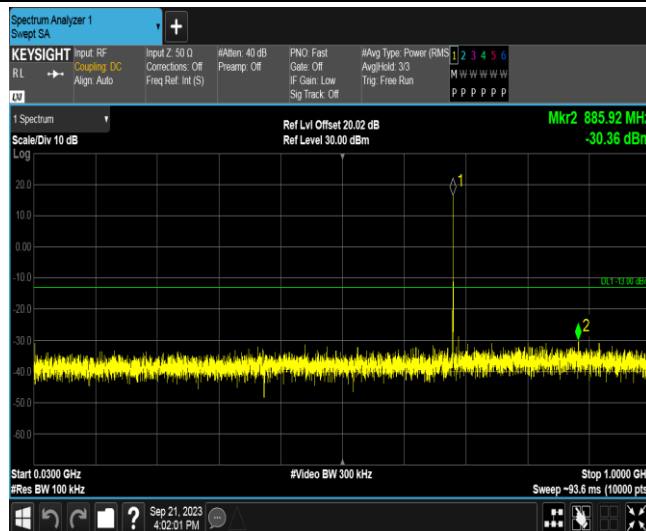 Spectrum Analyzer 1
Swept SA
KEYSIGHT
RL
Input: RF
Coupling: DC
Align: Auto
Input Z: 50 Ω
Corrections: Off
Freq Ref: Int (S)
#Atten: 40 dB
Preamp: Off
PNO: Fast
Gate: Off
IF Gain: Low
Sig Track: Off
#Avg Type: Power (RMS
Avg|Hold: 3/3
Trig: Free Run
1 2 3 4 5 6
M W W W W W
P P P P P P
1 Spectrum
Scale/Div 10 dB
Log
Ref Lvl Offset 20.02 dB
Ref Level 30.00 dBm
Mkr2 885.92 MHz
-30.36 dBm
20.0
10.0
0.00
-10.0
-20.0
-30.0
-40.0
-50.0
-60.0
1
DL1 -13.00 dBm
2
Start 0.0300 GHz
#Res BW 100 kHz
#Video BW 300 kHz
Stop 1.0000 GHz
Sweep ~93.6 ms (10000 pts)
?
Sep 21, 2023
4:02:01 PM